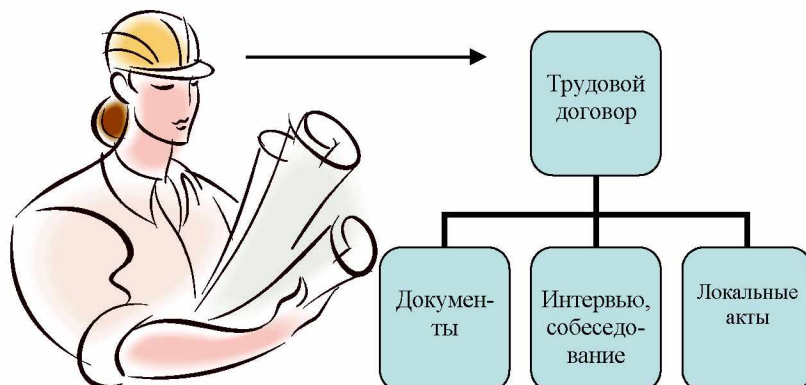 Трудовой
договор
Докумен-
ты
Интервью,
собеседо-
вание
Локальные
акты